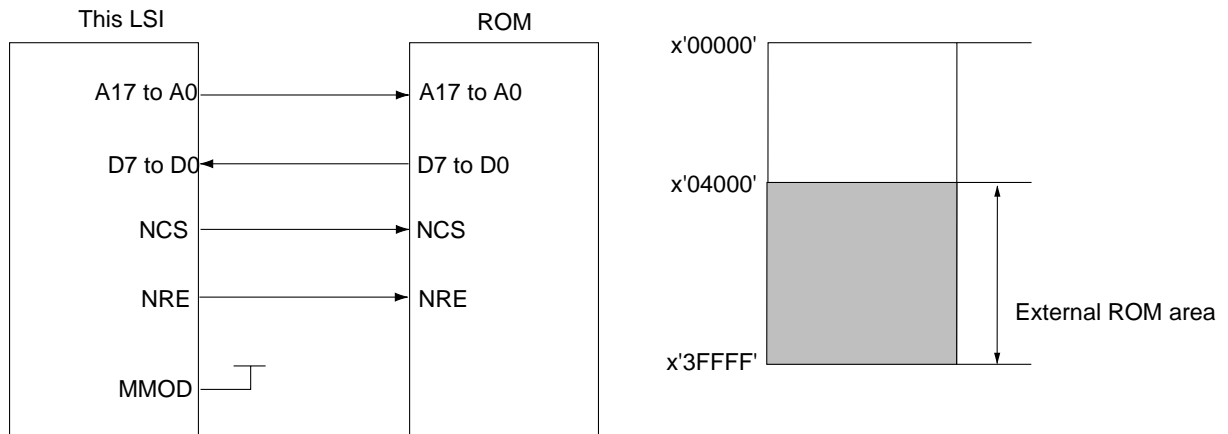 This LSI
ROM
A17 to A0
A17 to A0
D7 to D0
D7 to D0
NCS
NCS
NRE
NRE
MMOD
x'00000'
x'04000'
External ROM area
x'3FFFF'